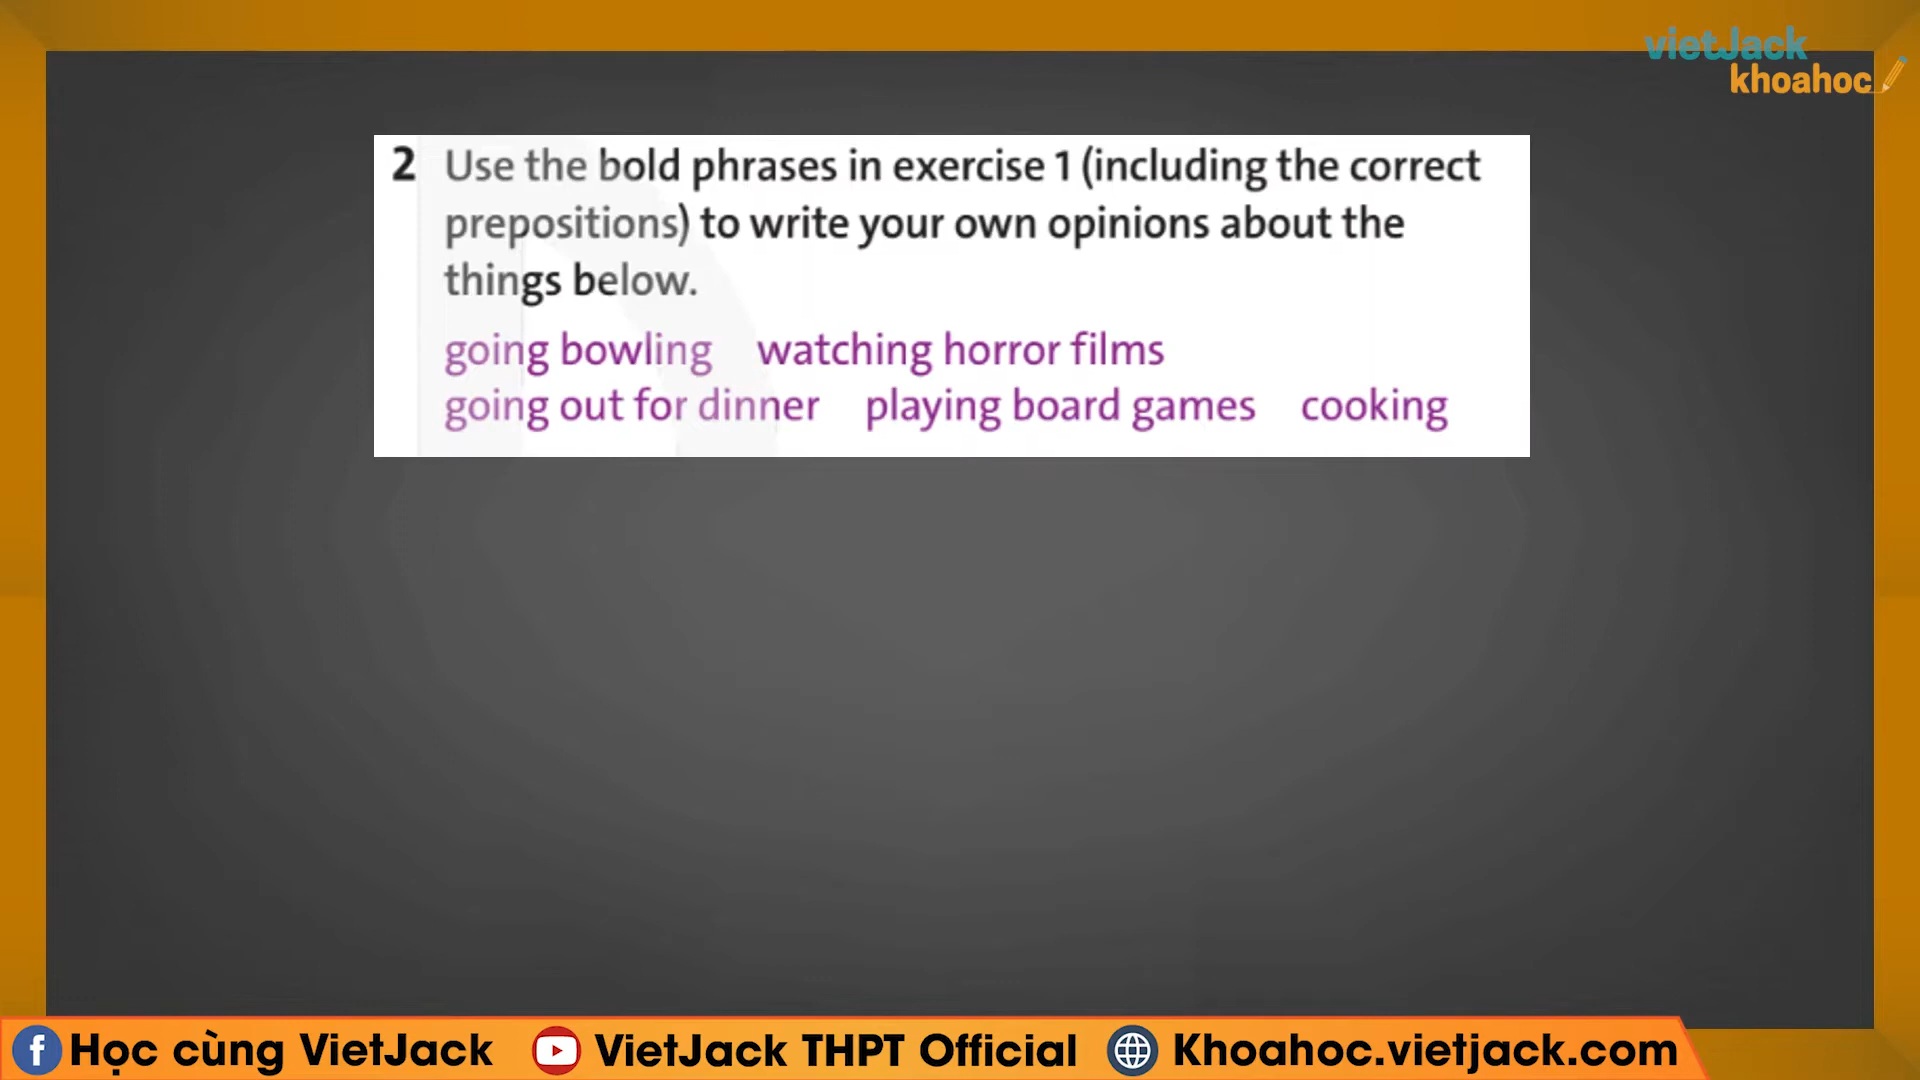 vietJack
khoahoc
2 Use the bold phrases in exercise 1 (including the correct
prepositions) to write your own opinions about the
things below.
going bowling watching horror films
going out for dinner playing board games cooking
Học cùng VietJack VietJack THPT Official Khoahoc.vietjack.com